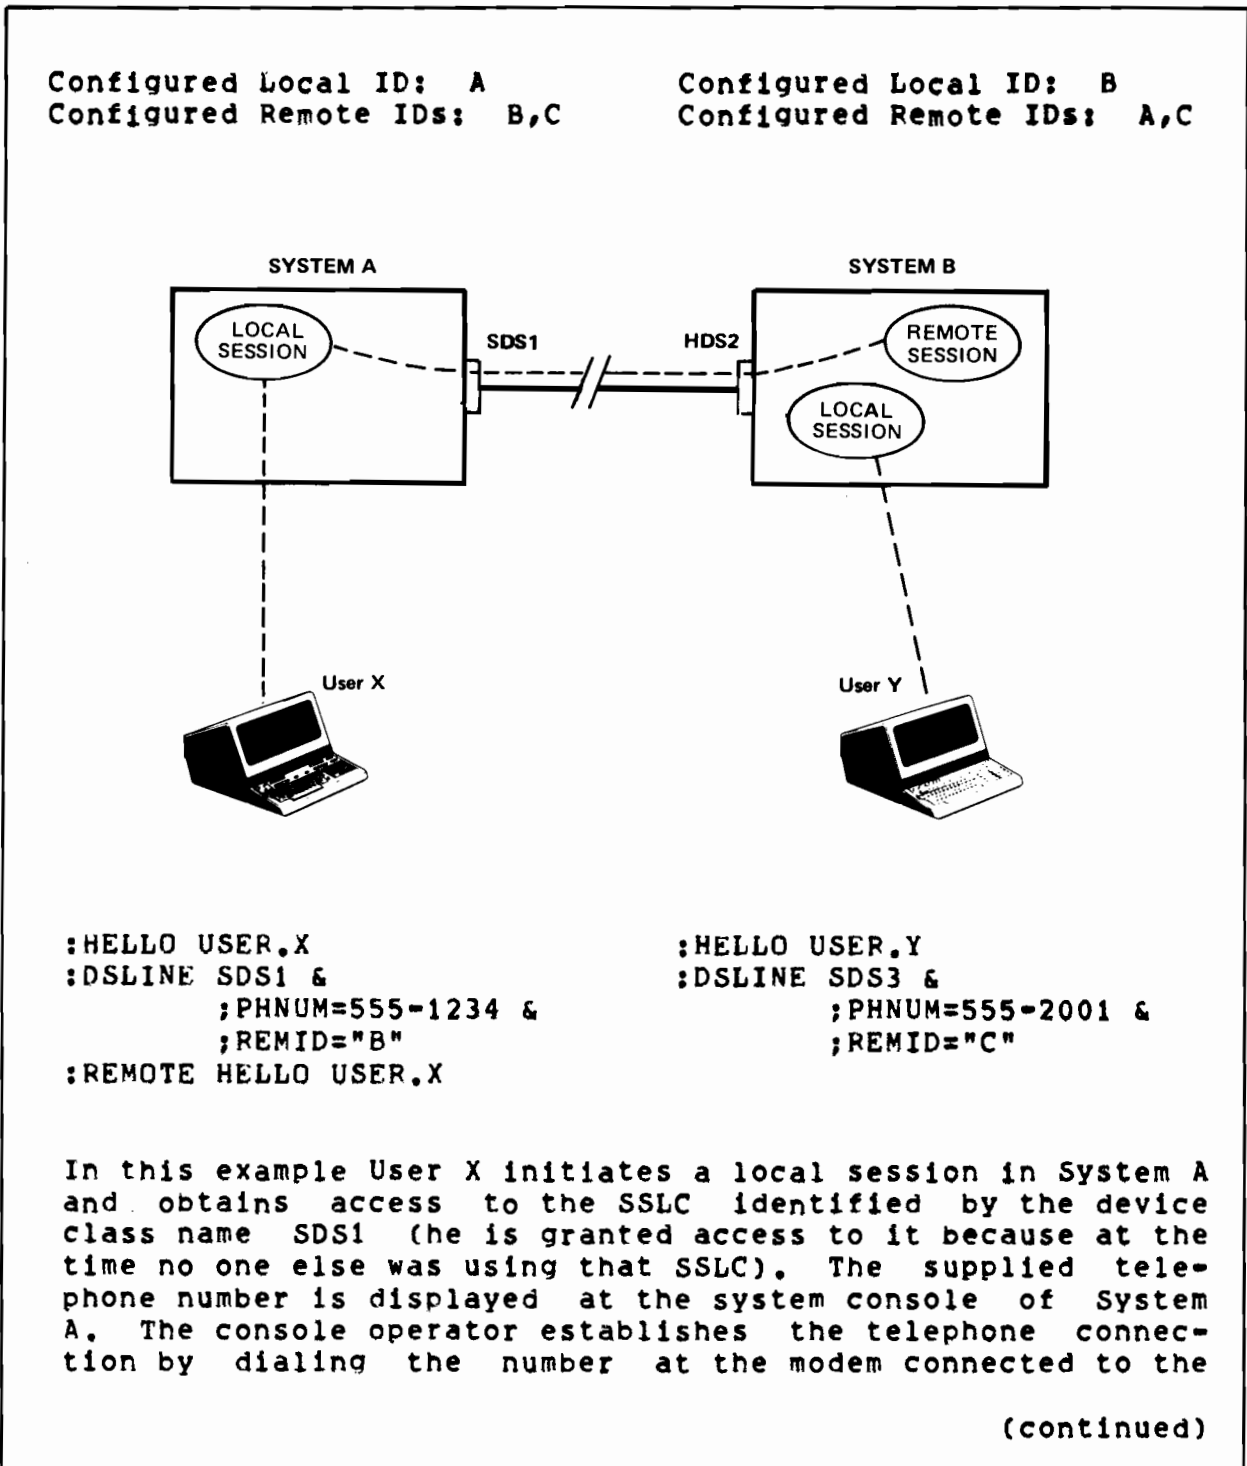 Configured Local ID: A
Configured Remote IDs: B,C
Configured Local ID: B
Configured Remote IDs: A,C
SYSTEM A
SYSTEM B
LOCAL
SESSION
SDS1
HDS2
REMOTE
SESSION
LOCAL
SESSION
User X
User Y
:HELLO USER.X
:DSLINE SDS1 &
;PHNUM=555-1234 &
;REMID="B"
:REMOTE HELLO USER.X
:HELLO USER.Y
:DSLINE SDS3 &
;PHNUM=555-2001 &
;REMID="C"
In this example User X initiates a local session in System A
and obtains access to the SSLC identified by the device
class name SDS1 (he is granted access to it because at the
time no one else was using that SSLC). The supplied tele-
phone number is displayed at the system console of System
A. The console operator establishes the telephone connec-
tion by dialing the number at the modem connected to the
(continued)